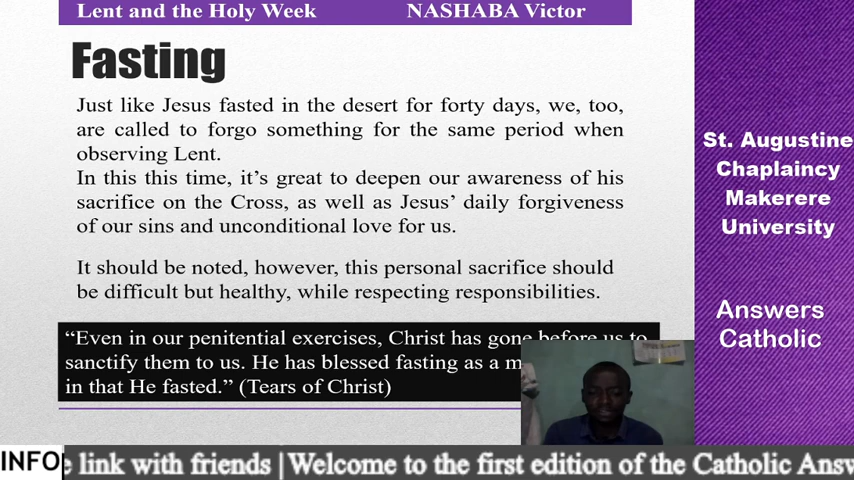 Lent and the Holy Week NASHABA Victor
Fasting
Just like Jesus fasted in the desert for forty days, we, too,
are called to forgo something for the same period when
observing Lent.
In this this time, it's great to deepen our awareness of his
sacrifice on the Cross, as well as Jesus' daily forgiveness
of our sins and unconditional love for us.
It should be noted, however, this personal sacrifice should
be difficult but healthy, while respecting responsibilities.
“Even in our penitential exercises, Christ has gone before us to
sanctify them to us. He has blessed fasting as a
in that He fasted.” (Tears of Christ)
St. Augustine
Chaplaincy
Makerere
University
Answers
Catholic
INFO link with friends |Welcome to the first edition of the Catholic